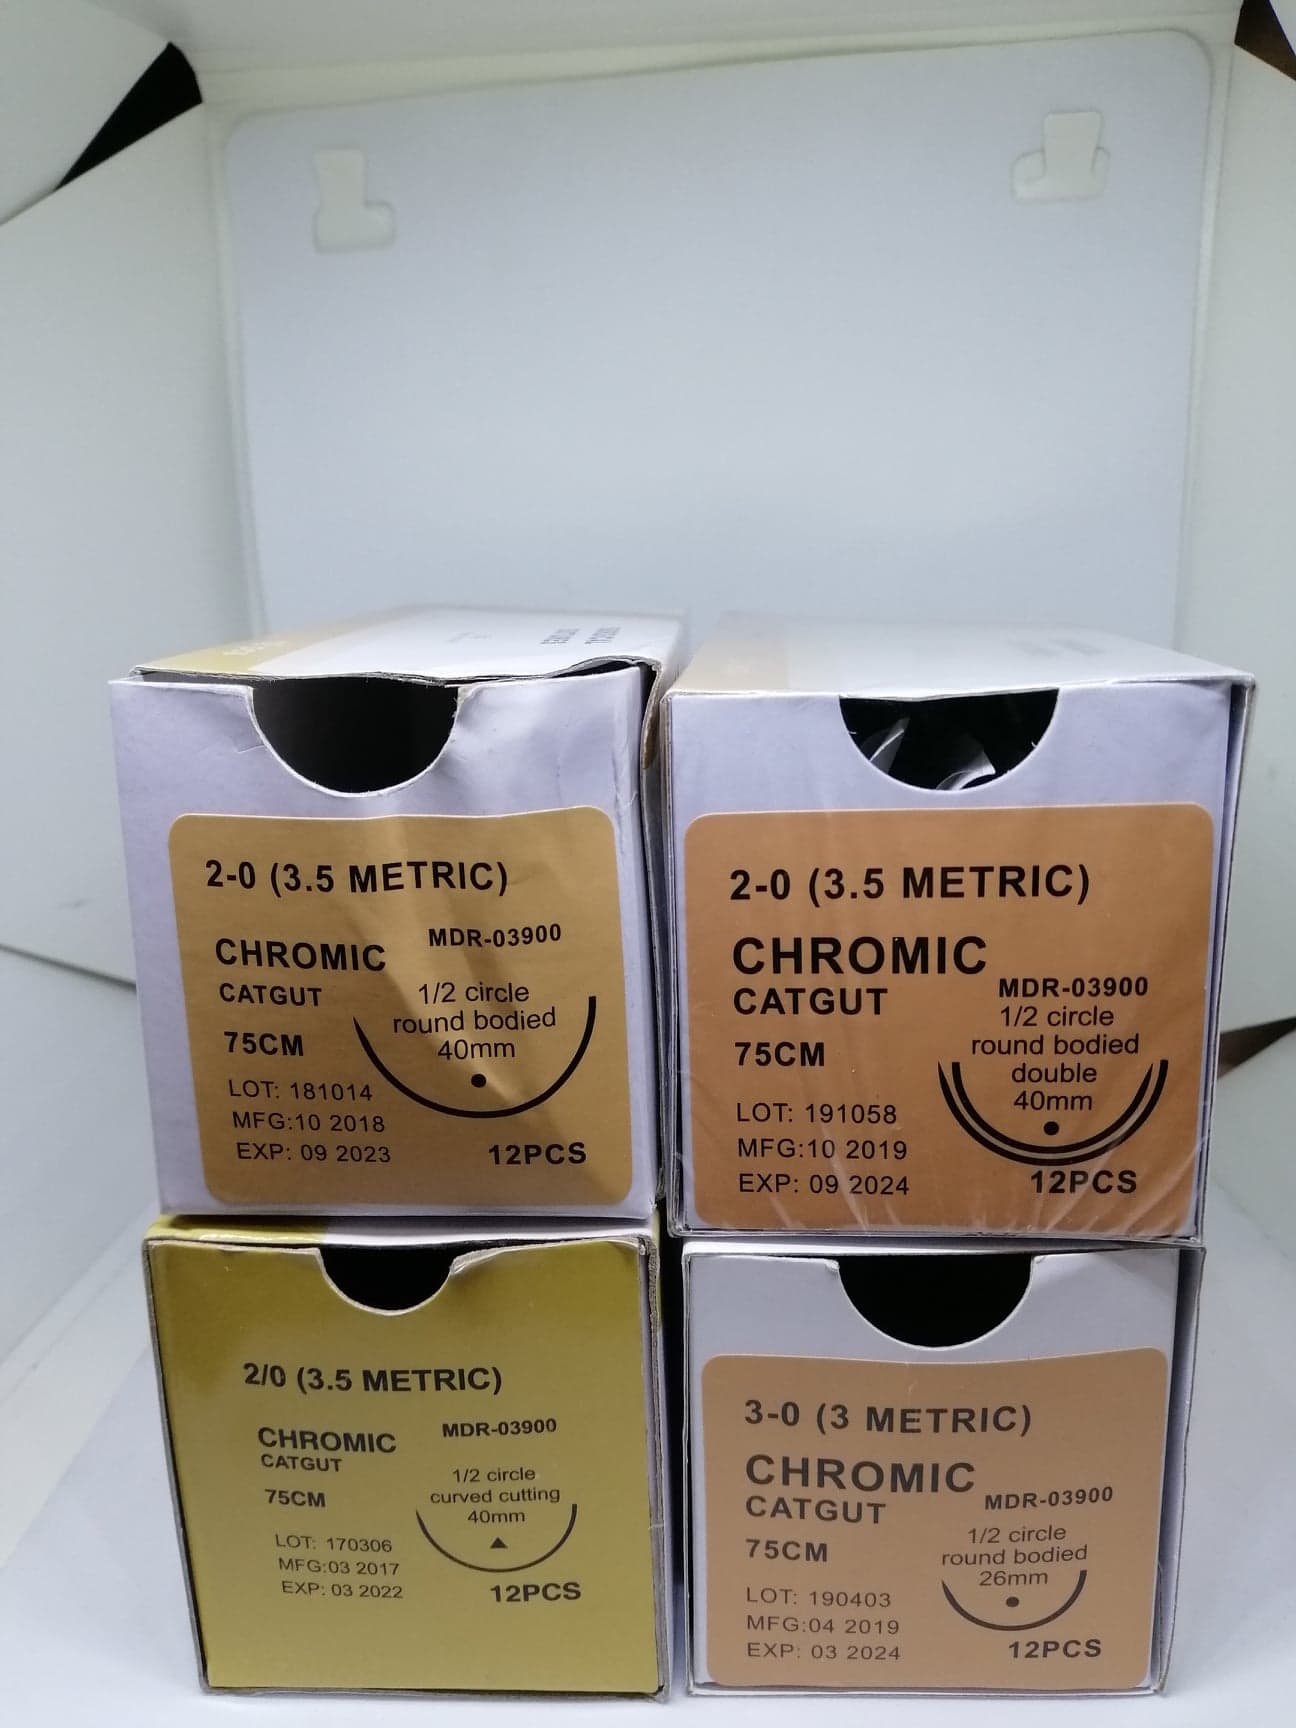 2-0 (3.5 METRIC)
CHROMIC
CATGUT
75CM
LOT: 181014
MFG:10 2018
EXP: 09 2023
MDR-03900
1/2 circle
round bodied
40mm
12PCS
2-0 (3.5 METRIC)
CHROMIC
CATGUT
75CM
LOT: 191058
MFG:10 2019
EXP: 09 2024
MDR-03900
1/2 circle
round bodied
double
40mm
12PCS
2/0 (3.5 METRIC)
CHROMIC
CATGUT
75CM
LOT: 170306
MFG:03 2017
EXP: 03 2022
MDR-03900
1/2 circle
curved cutting
40mm
12PCS
3-0 (3 METRIC)
CHROMIC
CATGUT
75CM
LOT: 190403
MFG:04 2019
EXP: 03 2024
MDR-03900
1/2 circle
round bodied
26mm
12PCS